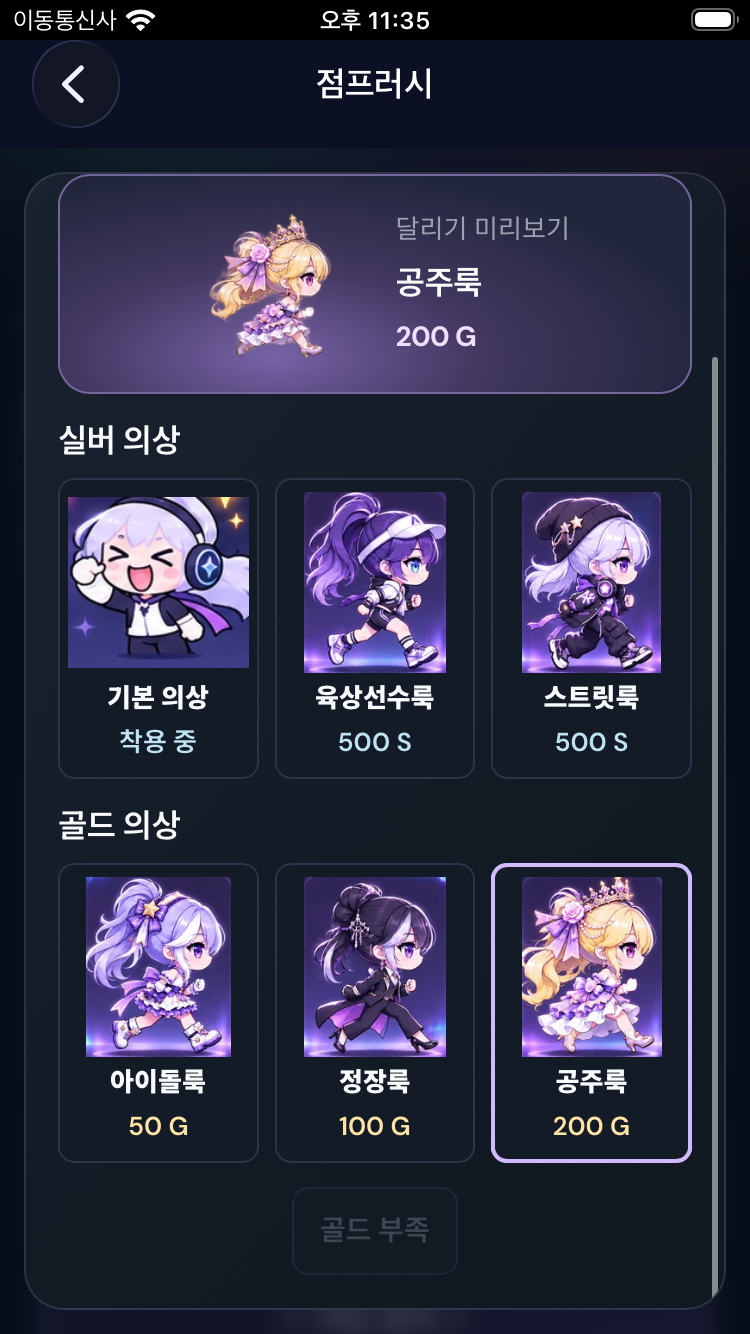 이동통신사
오후 11:35
점프러시
달리기 미리보기
공주룩
200 G
실버 의상
기본 의상
착용 중
육상선수룩
500 S
스트릿룩
500 S
골드 의상
아이돌룩
50 G
정장룩
100 G
공주룩
200 G
골드 부족